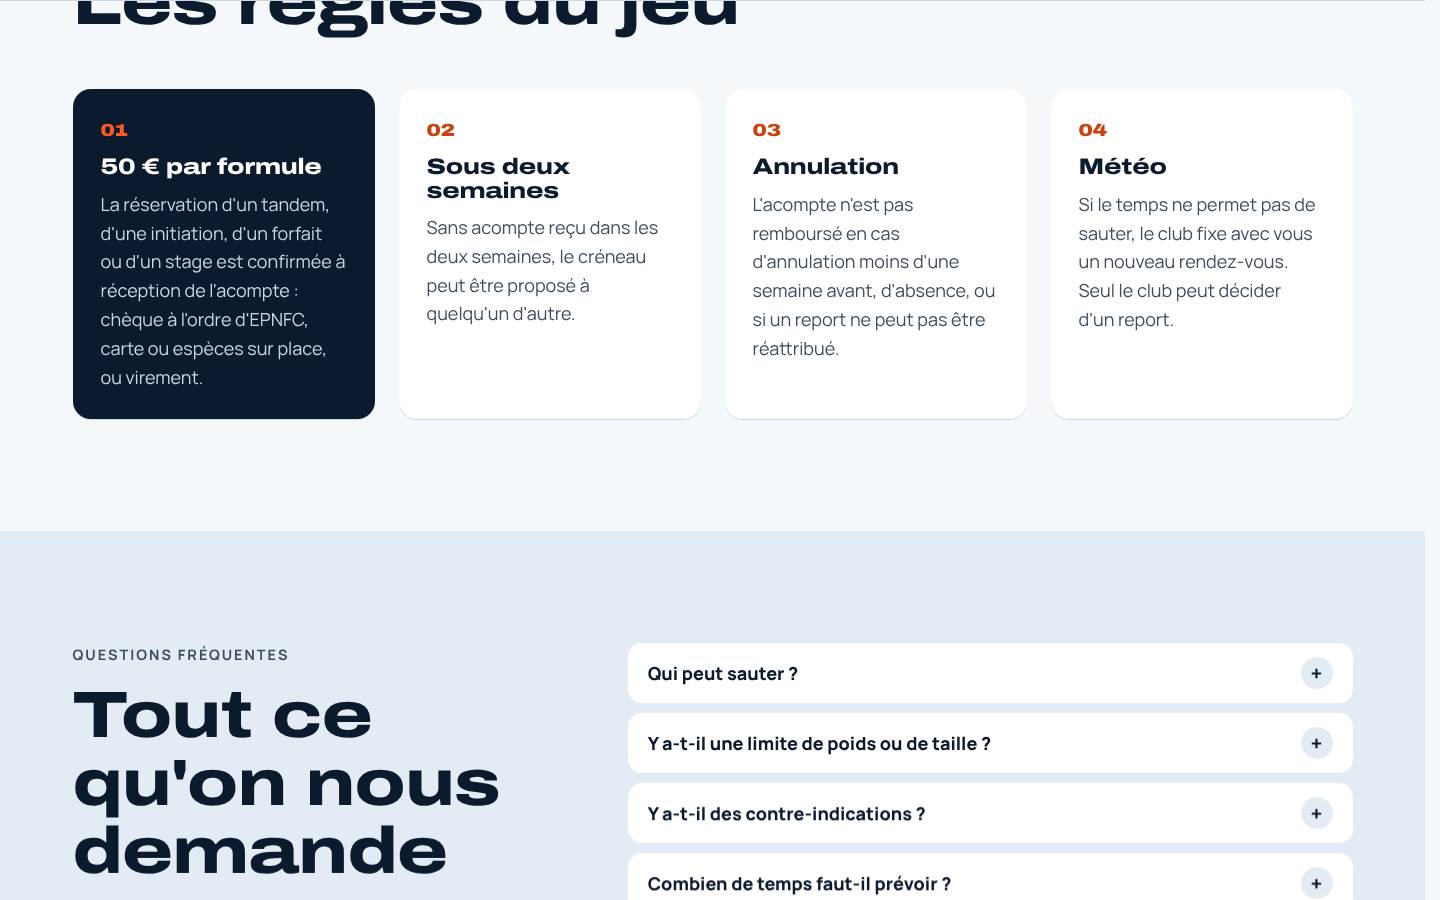 Les règles du jeu
01
50 € par formule
La réservation d'un tandem,
d'une initiation, d'un forfait
ou d'un stage est confirmée à
réception de l'acompte :
chèque à l'ordre d'EPNFC,
carte ou espèces sur place,
ou virement.
02
Sous deux
semaines
Sans acompte reçu dans les
deux semaines, le créneau
peut être proposé à
quelqu'un d'autre.
03
Annulation
L'acompte n'est pas
remboursé en cas
d'annulation moins d'une
semaine avant, d'absence, ou
si un report ne peut pas être
réattribué.
04
Météo
Si le temps ne permet pas de
sauter, le club fixe avec vous
un nouveau rendez-vous.
Seul le club peut décider
d'un report.
QUESTIONS FRÉQUENTES
Tout ce
qu'on nous
demande
Qui peut sauter ?
+
Y a-t-il une limite de poids ou de taille ?
+
Y a-t-il des contre-indications ?
+
Combien de temps faut-il prévoir ?
+